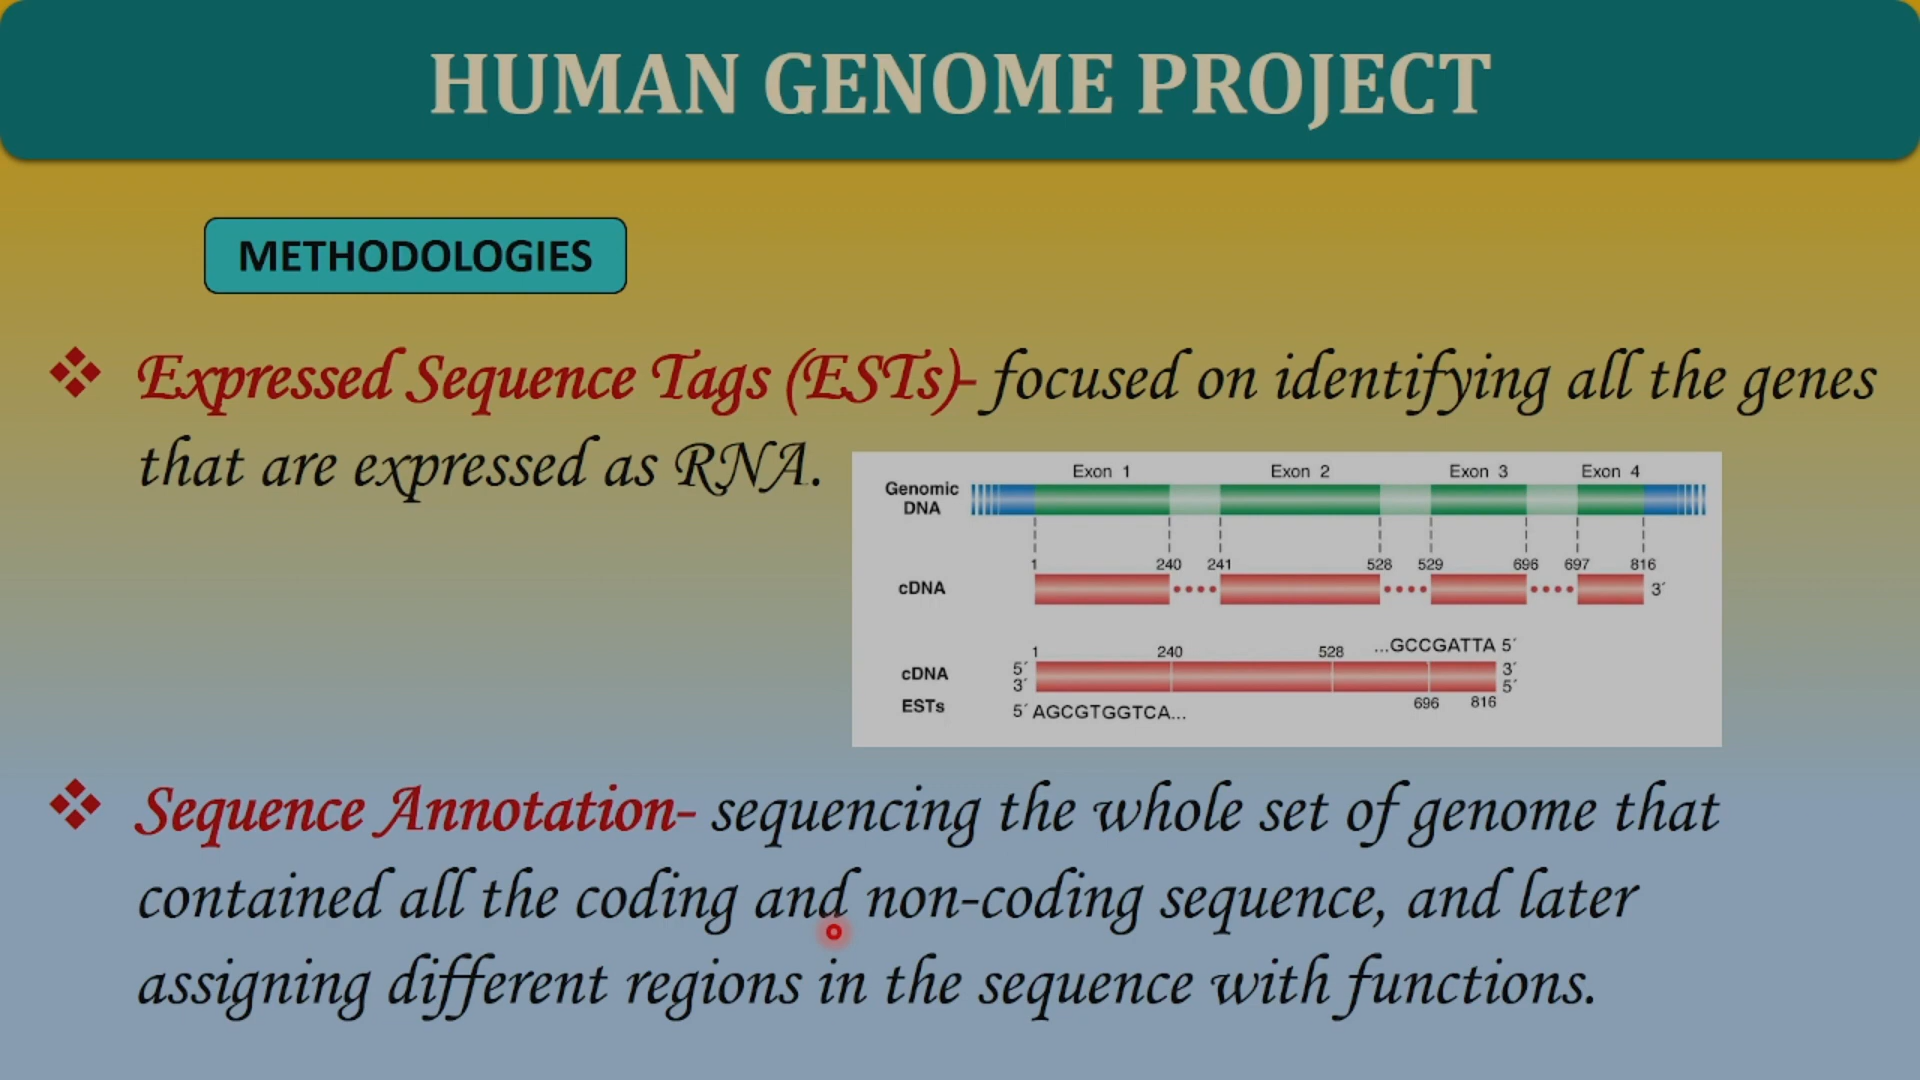 HUMAN GENOME PROJECT
METHODOLOGIES
Expressed Sequence Tags (ESTs)- focused on identifying all the genes
that are expressed as RNA.
Exon 1 Exon 2 Exon 3 Exon 4
Genomic
DNA
1 240 241 528 529 696 697 816
cDNA 3´
...GCCGATTA 5´
1 240 528
cDNA 5´ 3´
3´ 5´
ESTs 696 816
5´ AGCGTGGTCA...
Sequence Annotation- sequencing the whole set of genome that
contained all the coding and non-coding sequence, and later
assigning different regions in the sequence with functions.